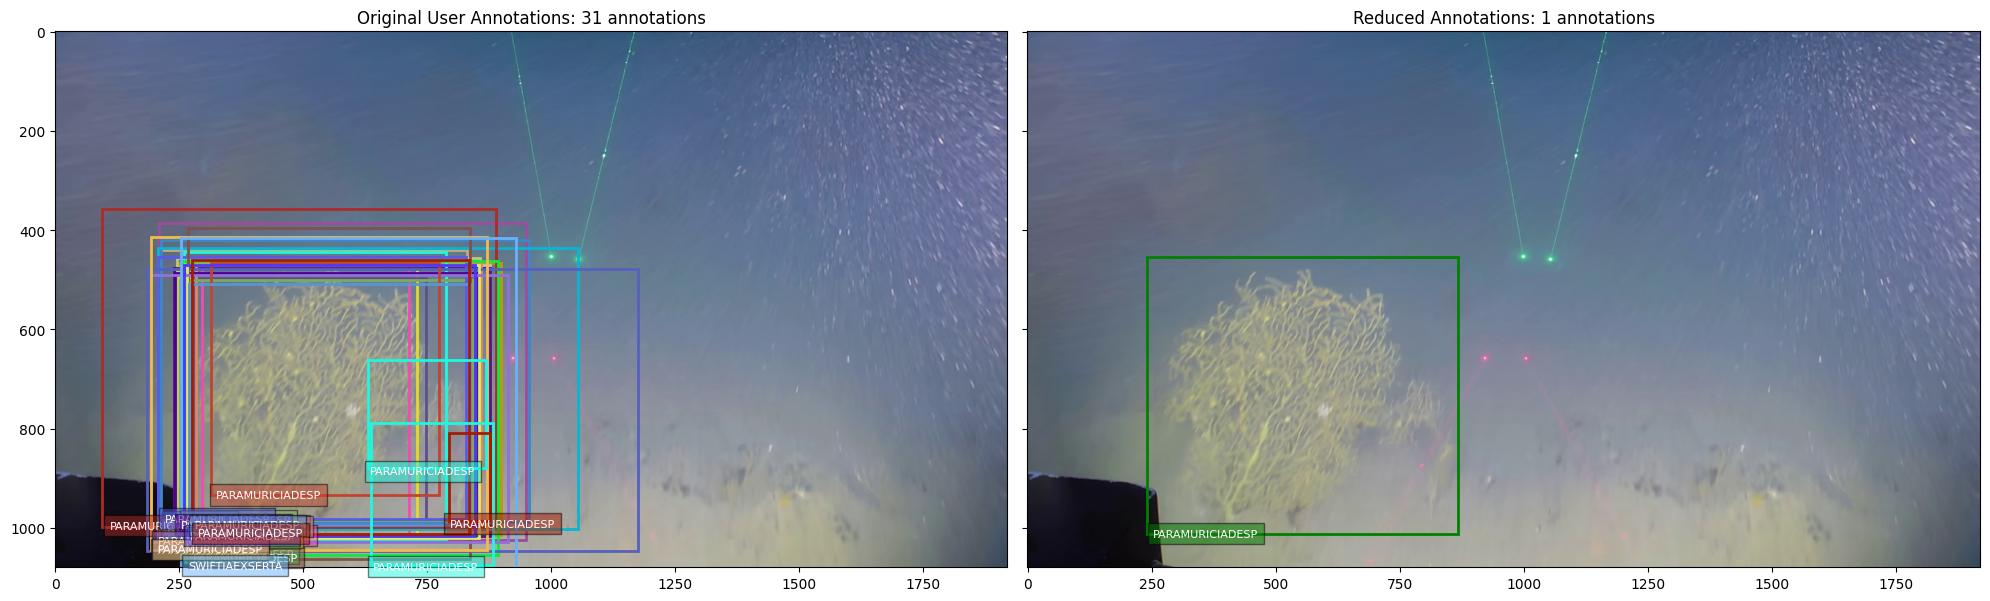 Original User Annotations: 31 annotations
Reduced Annotations: 1 annotations
0
200
400
600
800
1000
0
250
500
750
1000
1250
1500
1750
0
250
500
750
1000
1250
1500
1750
PARAMURICIADESP
PARAMURICIADESP
PARAMURICIADESP
PARAMURICIADESP
PARAMURICIADESP
PARAMURICIADESP
SWIFTIAEXSERTA
PARAMURICIADESP
PARAMURICIADESP